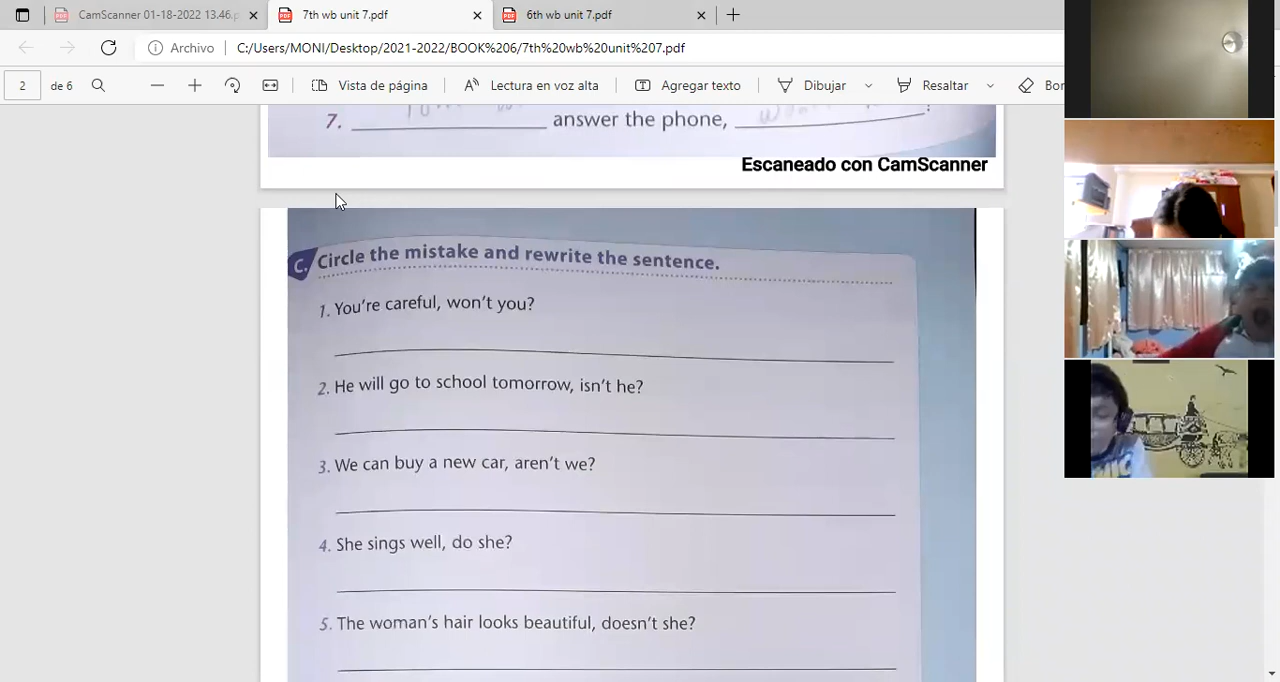 CamScanner 01-18-2022 13.46.p
7th wb unit 7.pdf
6th wb unit 7.pdf
Archivo
C:/Users/MONI/Desktop/2021-2022/BOOK%206/7th%20wb%20unit%207.pdf
2 de 6
Vista de página
Lectura en voz alta
Agregar texto
Dibujar
Resaltar
Bor
7. ____________ answer the phone, ____________?
Escaneado con CamScanner
C. Circle the mistake and rewrite the sentence.
1. You're careful, won't you?
2. He will go to school tomorrow, isn't he?
3. We can buy a new car, aren't we?
4. She sings well, do she?
5. The woman's hair looks beautiful, doesn't she?